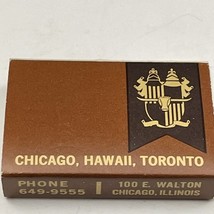 CHICAGO, HAWAII, TORONTO
PHONE
649-9555
100 E. WALTON
CHICAGO, ILLINOIS